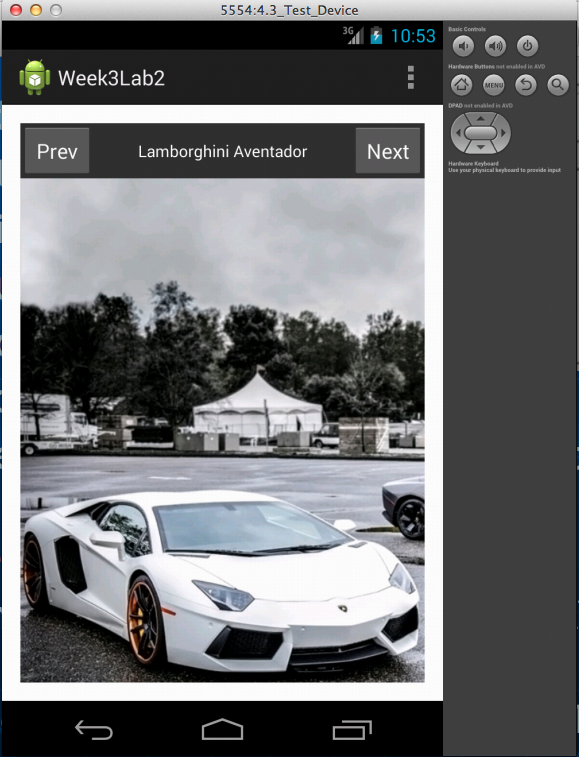 5554:4.3_Test_Device
3G 10:53
Week3Lab2
Prev Lamborghini Aventador Next
Basic Controls
Hardware Buttons not enabled in AVD
MENU
DPAD not enabled in AVD
Hardware Keyboard
Use your physical keyboard to provide input